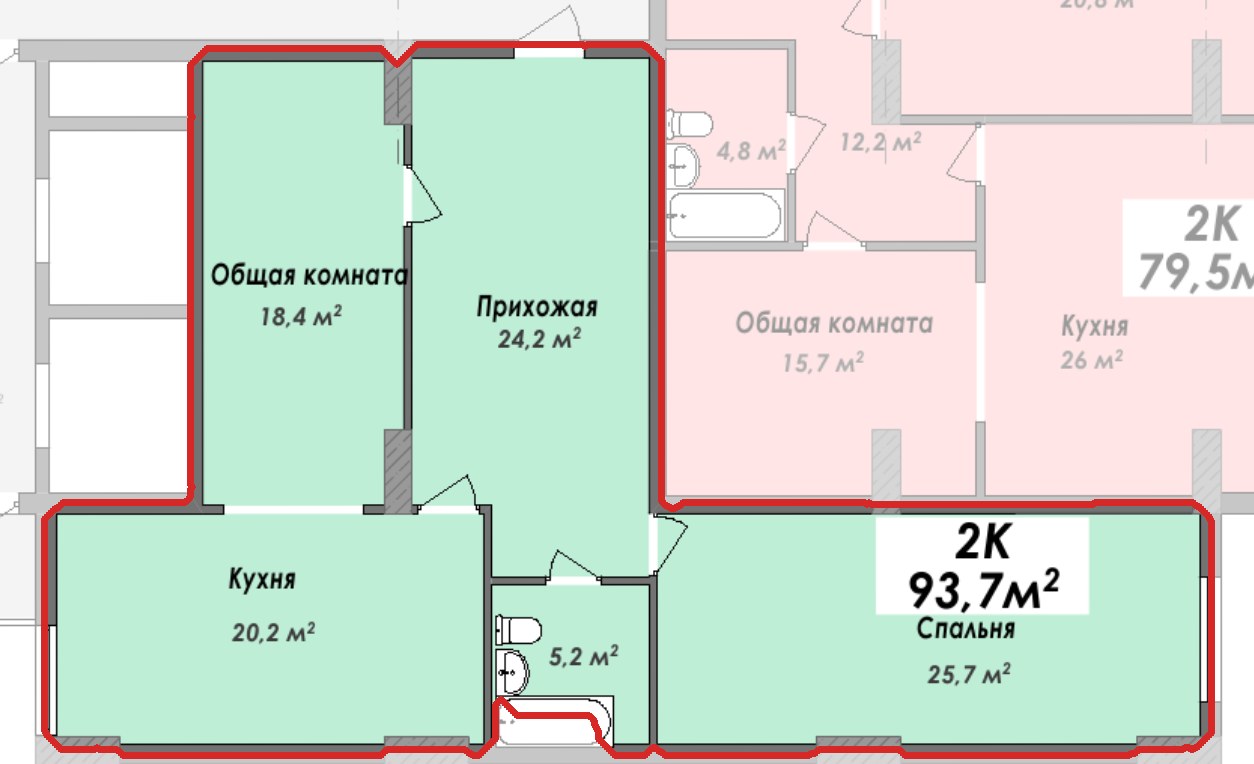 20,8 м
4,8 м²
12,2 м²
2К
79,5м
Общая комната
18,4 м²
Прихожая
24,2 м²
Общая комната
15,7 м²
Кухня
26 м²
2К
93,7м²
Кухня
20,2 м²
5,2 м²
Спальня
25,7 м²